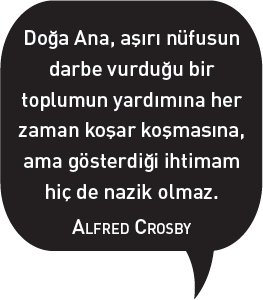 Doğa Ana, aşırı nüfusun
darbe vurduğu bir
toplumun yardımına her
zaman koşar koşmasına,
ama gösterdiği ihtimam
hiç de nazik olmaz.
ALFRED CROSBY